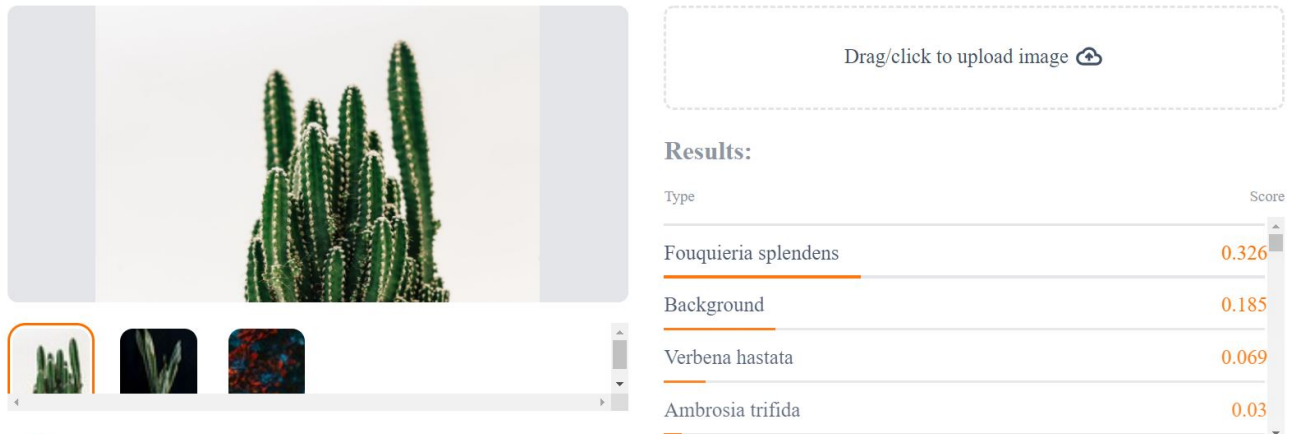 Drag/click to upload image
Results:
Type Score
Fouquieria splendens 0.326
Background 0.185
Verbena hastata 0.069
Ambrosia trifida 0.03